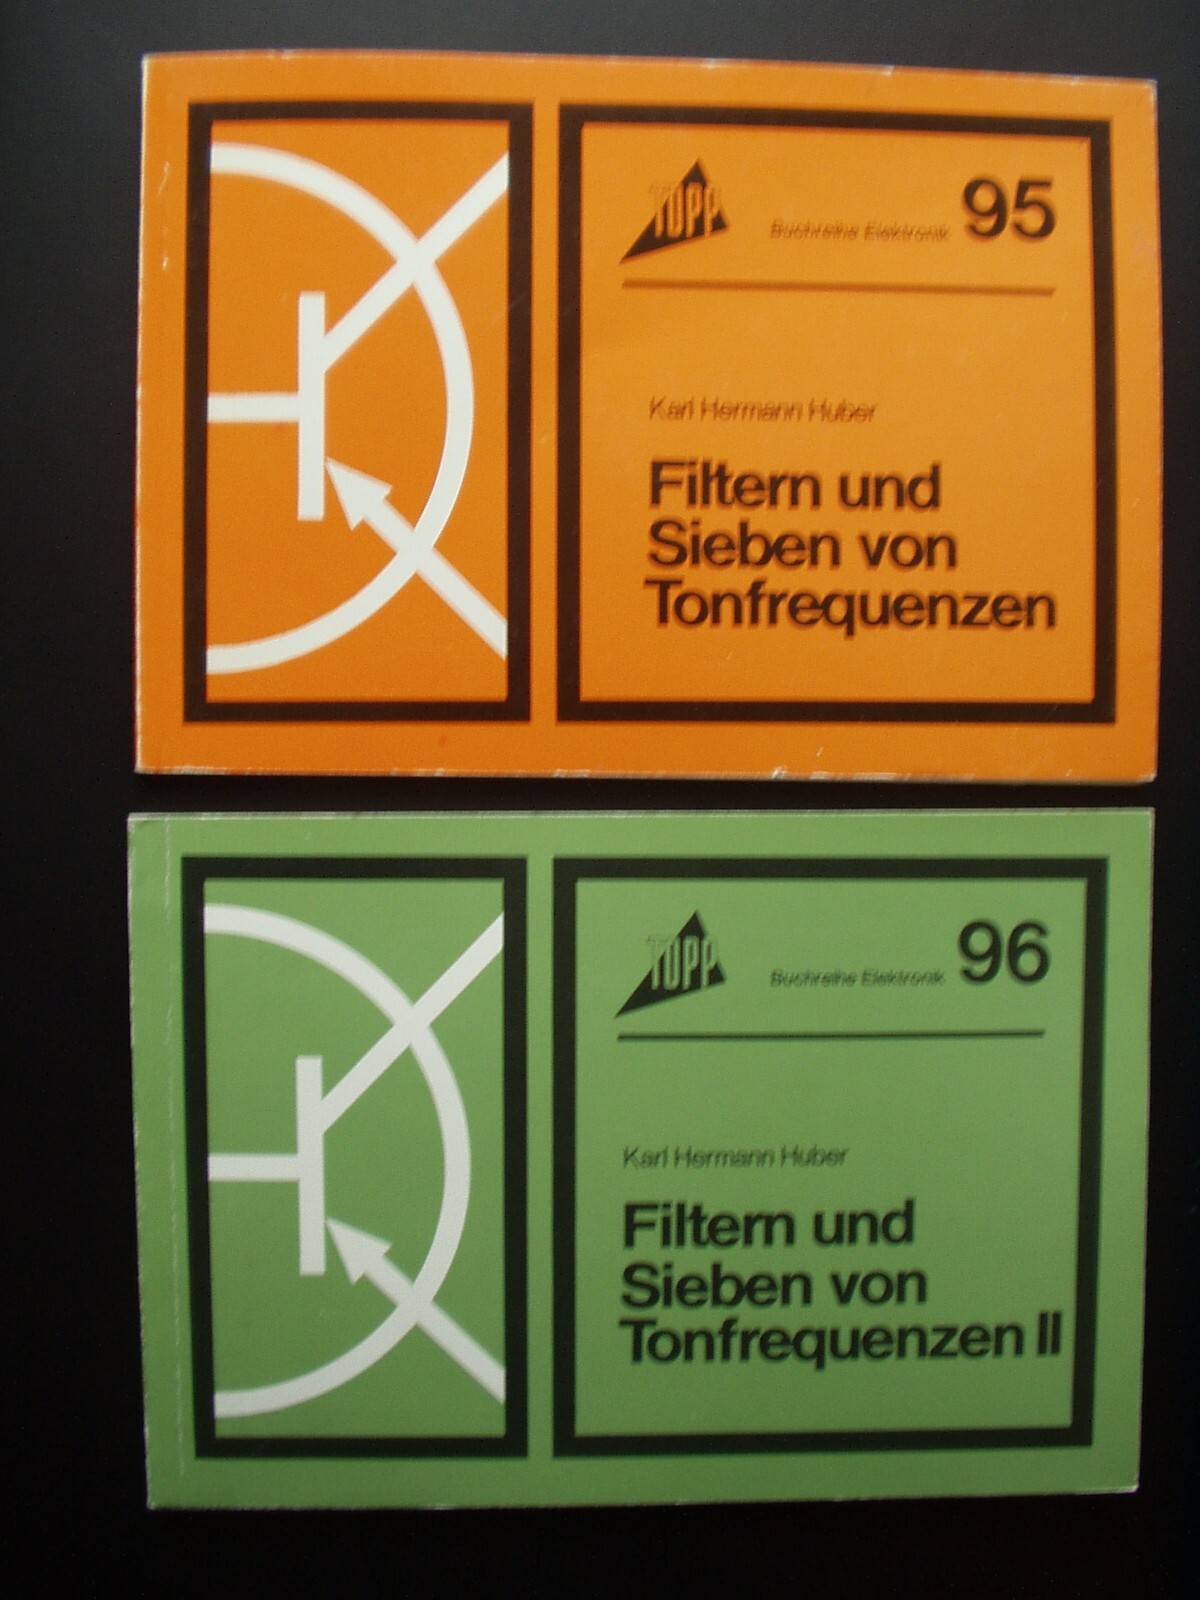 TOPP
Buchreihe Elektronik 95
Karl Hermann Huber
Filtern und
Sieben von
Tonfrequenzen
TOPP
Buchreihe Elektronik 96
Karl Hermann Huber
Filtern und
Sieben von
Tonfrequenzen II